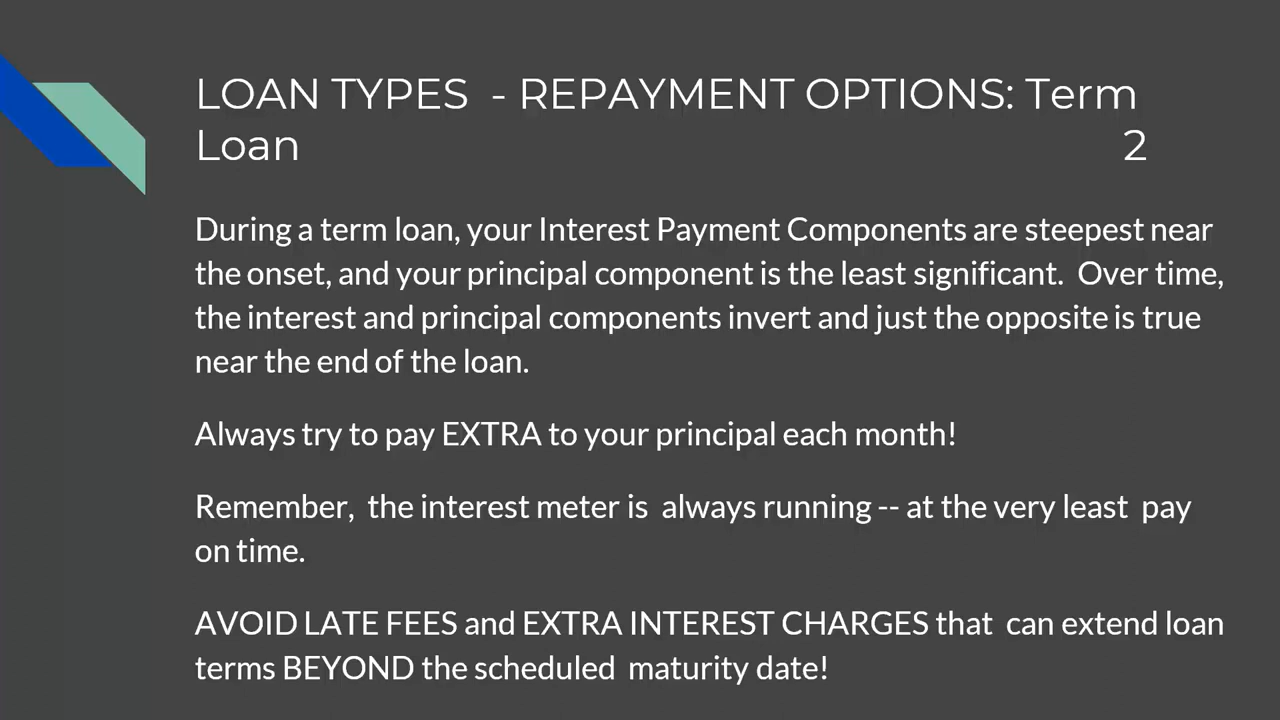 LOAN TYPES  - REPAYMENT OPTIONS: Term
Loan 2
During a term loan, your Interest Payment Components are steepest near
the onset, and your principal component is the least significant.  Over time,
the interest and principal components invert and just the opposite is true
near the end of the loan.
Always try to pay EXTRA to your principal each month!
Remember,  the interest meter is  always running -- at the very least  pay
on time.
AVOID LATE FEES and EXTRA INTEREST CHARGES that  can extend loan
terms BEYOND the scheduled  maturity date!